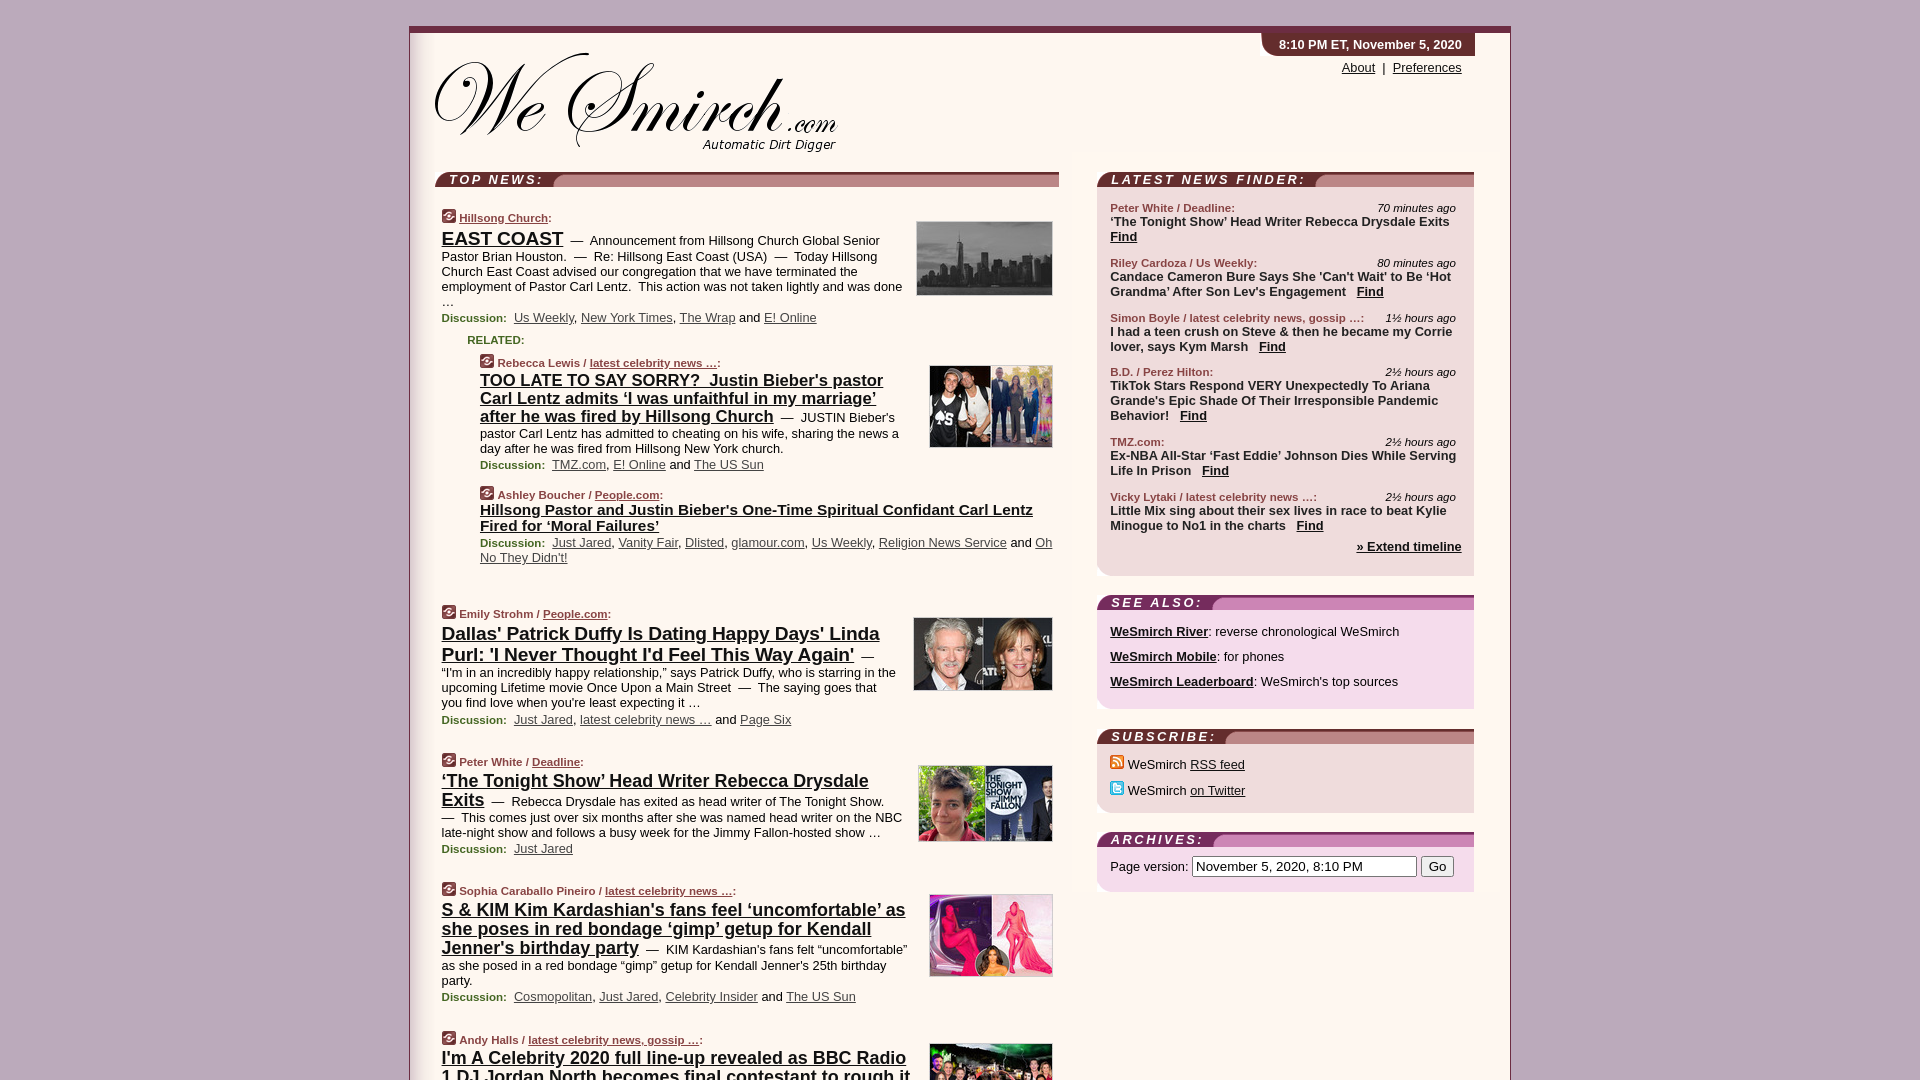 8:10 PM ET, November 5, 2020
About | Preferences
We Smirch.com
Automatic Dirt Digger
TOP NEWS:
Hillsong Church:
EAST COAST — Announcement from Hillsong Church Global Senior
Pastor Brian Houston. — Re: Hillsong East Coast (USA) — Today Hillsong
Church East Coast advised our congregation that we have terminated the
employment of Pastor Carl Lentz. This action was not taken lightly and was done
…
Discussion: Us Weekly, New York Times, The Wrap and E! Online
RELATED:
Rebecca Lewis / latest celebrity news …:
TOO LATE TO SAY SORRY? Justin Bieber's pastor
Carl Lentz admits ‘I was unfaithful in my marriage’
after he was fired by Hillsong Church — JUSTIN Bieber's
pastor Carl Lentz has admitted to cheating on his wife, sharing the news a
day after he was fired from Hillsong New York church.
Discussion: TMZ.com, E! Online and The US Sun
Ashley Boucher / People.com:
Hillsong Pastor and Justin Bieber's One-Time Spiritual Confidant Carl Lentz
Fired for ‘Moral Failures’
Discussion: Just Jared, Vanity Fair, Dlisted, glamour.com, Us Weekly, Religion News Service and Oh
No They Didn't!
Emily Strohm / People.com:
Dallas' Patrick Duffy Is Dating Happy Days' Linda
Purl: 'I Never Thought I'd Feel This Way Again' —
“I'm in an incredibly happy relationship,” says Patrick Duffy, who is starring in the
upcoming Lifetime movie Once Upon a Main Street — The saying goes that
you find love when you're least expecting it …
Discussion: Just Jared, latest celebrity news … and Page Six
Peter White / Deadline:
‘The Tonight Show’ Head Writer Rebecca Drysdale
Exits — Rebecca Drysdale has exited as head writer of The Tonight Show.
— This comes just over six months after she was named head writer on the NBC
late-night show and follows a busy week for the Jimmy Fallon-hosted show …
THE
TONIGHT
SHOW
JIMMY
FALLON
Discussion: Just Jared
Sophia Caraballo Pineiro / latest celebrity news …:
S & KIM Kim Kardashian's fans feel ‘uncomfortable’ as
she poses in red bondage ‘gimp’ getup for Kendall
Jenner's birthday party — KIM Kardashian's fans felt “uncomfortable”
as she posed in a red bondage “gimp” getup for Kendall Jenner's 25th birthday
party.
Discussion: Cosmopolitan, Just Jared, Celebrity Insider and The US Sun
Andy Halls / latest celebrity news, gossip …:
I'm A Celebrity 2020 full line-up revealed as BBC Radio
1 DJ Jordan North becomes final contestant to rough it
LATEST NEWS FINDER:
Peter White / Deadline: 70 minutes ago
‘The Tonight Show’ Head Writer Rebecca Drysdale Exits
Find
Riley Cardoza / Us Weekly: 80 minutes ago
Candace Cameron Bure Says She 'Can't Wait' to Be ‘Hot
Grandma’ After Son Lev's Engagement Find
Simon Boyle / latest celebrity news, gossip …: 1½ hours ago
I had a teen crush on Steve & then he became my Corrie
lover, says Kym Marsh Find
B.D. / Perez Hilton: 2½ hours ago
TikTok Stars Respond VERY Unexpectedly To Ariana
Grande's Epic Shade Of Their Irresponsible Pandemic
Behavior! Find
TMZ.com: 2½ hours ago
Ex-NBA All-Star ‘Fast Eddie’ Johnson Dies While Serving
Life In Prison Find
Vicky Lytaki / latest celebrity news …: 2½ hours ago
Little Mix sing about their sex lives in race to beat Kylie
Minogue to No1 in the charts Find
» Extend timeline
SEE ALSO:
WeSmirch River: reverse chronological WeSmirch
WeSmirch Mobile: for phones
WeSmirch Leaderboard: WeSmirch's top sources
SUBSCRIBE:
WeSmirch RSS feed
WeSmirch on Twitter
ARCHIVES:
Page version: November 5, 2020, 8:10 PM Go